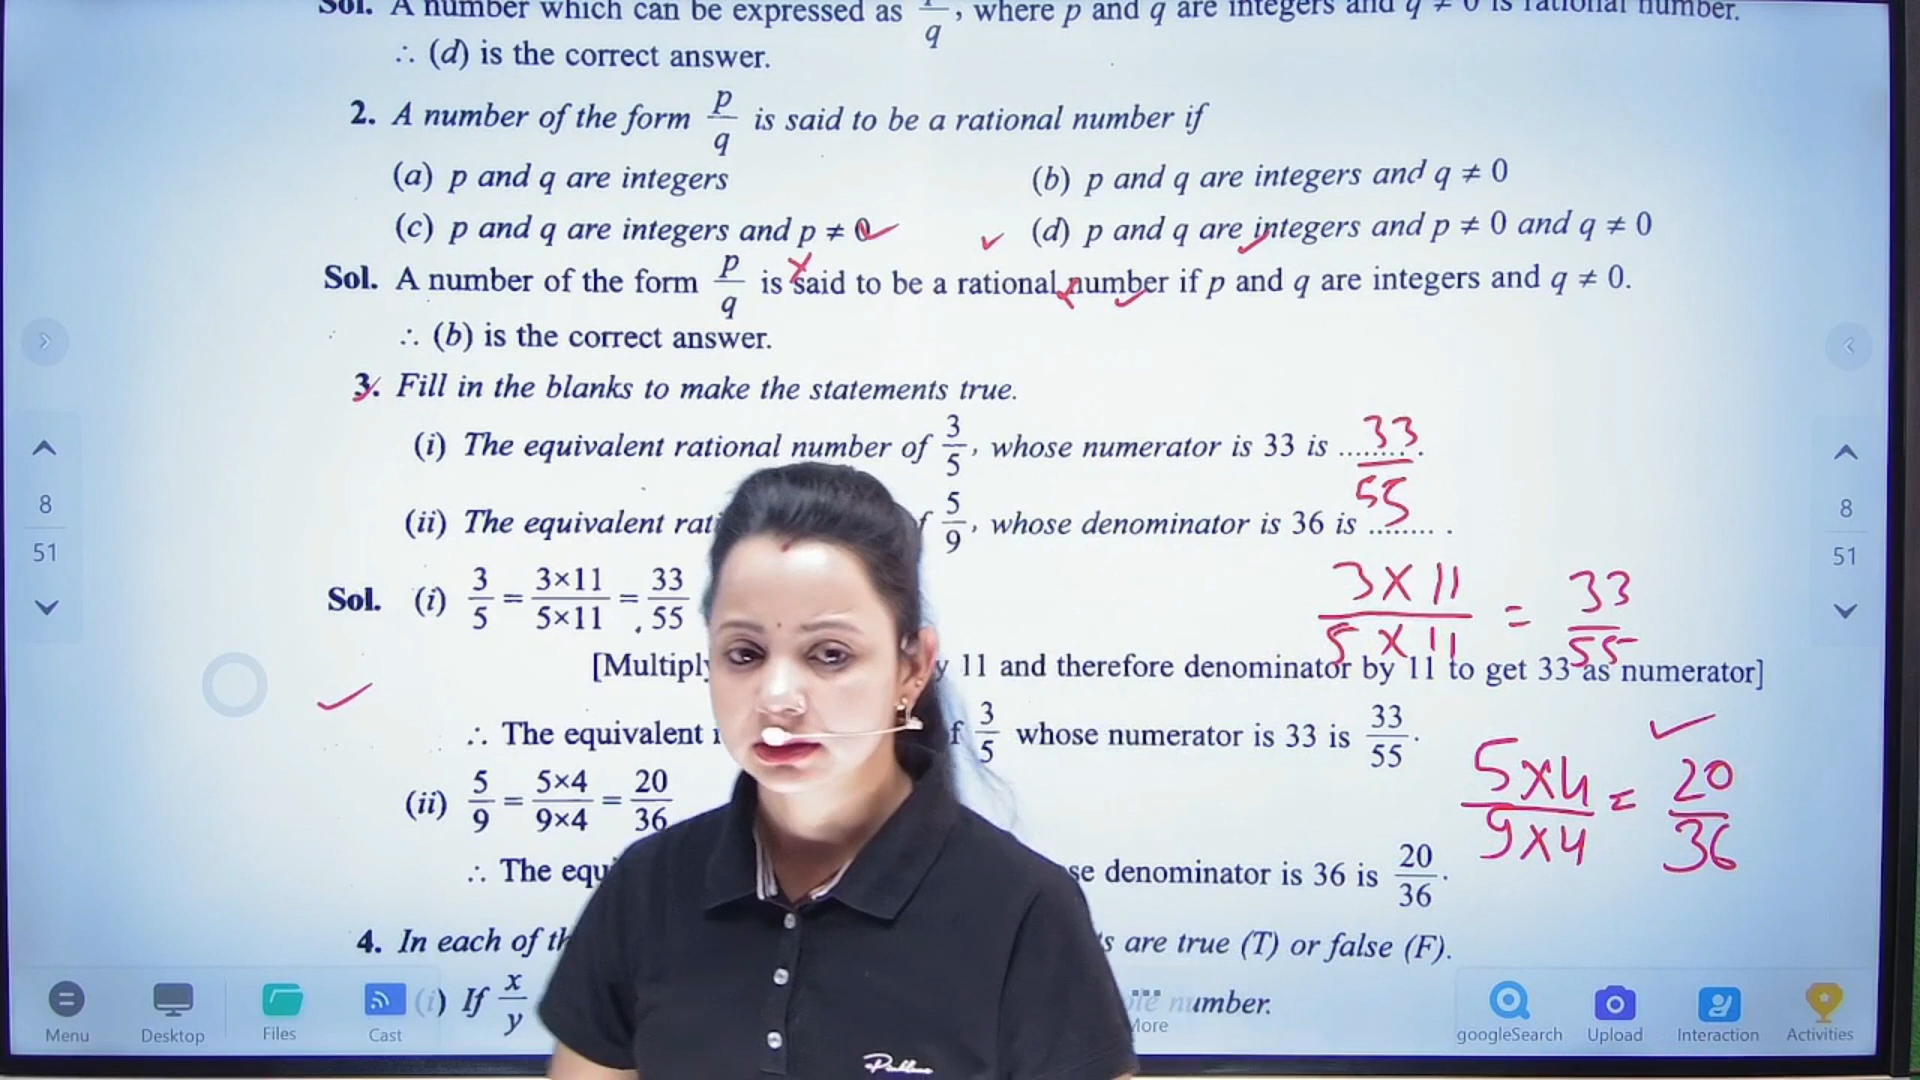 Sol. A number which can be expressed as p/q, where p and q are integers and q ≠ 0 is rational number.
∴ (d) is the correct answer.
2. A number of the form p/q is said to be a rational number if
(a) p and q are integers
(b) p and q are integers and q ≠ 0
(c) p and q are integers and p ≠ 0
(d) p and q are integers and p ≠ 0 and q ≠ 0
Sol. A number of the form p/q is said to be a rational number if p and q are integers and q ≠ 0.
∴ (b) is the correct answer.
3. Fill in the blanks to make the statements true.
(i) The equivalent rational number of 3/5, whose numerator is 33 is ........ . 33/55
(ii) The equivalent rati f 5/9, whose denominator is 36 is ........ .
Sol. (i) 3/5 = 3×11/5×11 = 33/55
3 × 11/5 × 11 = 33/55
[Multiply y 11 and therefore denominator by 11 to get 33 as numerator]
∴ The equivalent f 3/5 whose numerator is 33 is 33/55.
(ii) 5/9 = 5×4/9×4 = 20/36
5×4/9×4 = 20/36
∴ The equ se denominator is 36 is 20/36.
4. In each of th s are true (T) or false (F).
(i) If x/y number.
8
51
8
51
Menu
Desktop
Files
Cast
More
googleSearch
Upload
Interaction
Activities